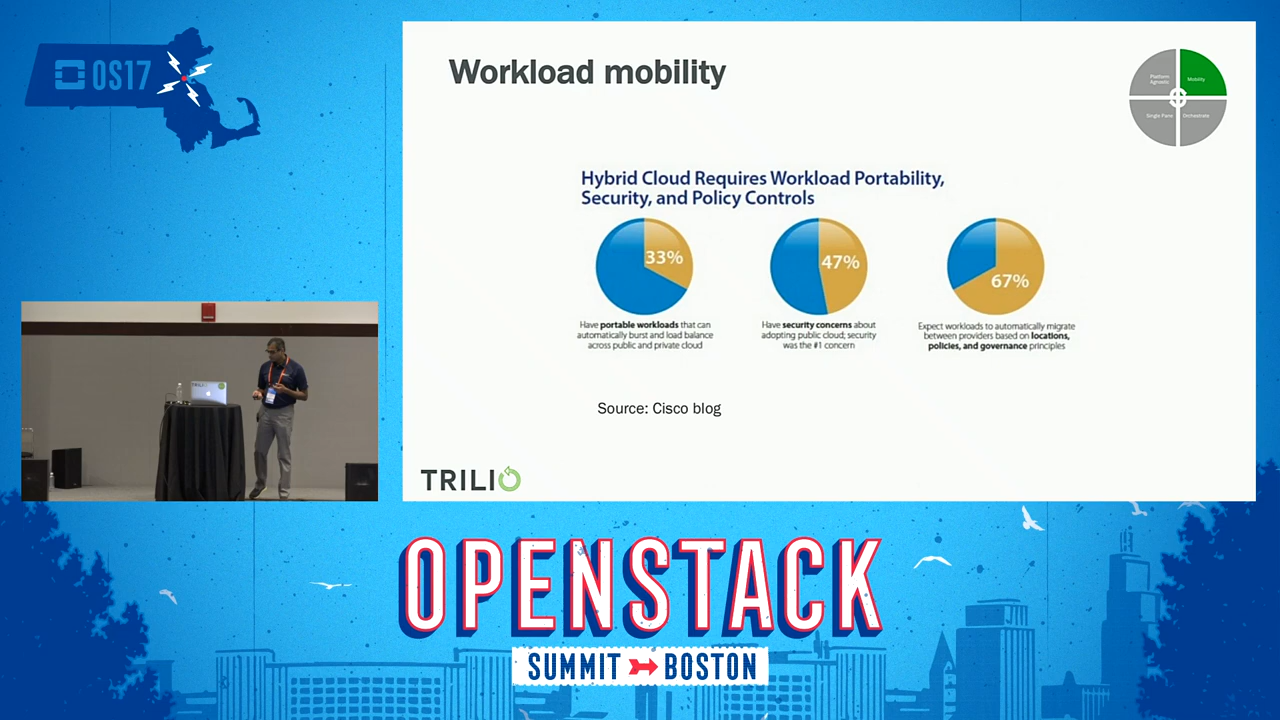 OS17
Workload mobility
Platform
Agnostic
Mobility
Single Pane
Orchestrate
Hybrid Cloud Requires Workload Portability,
Security, and Policy Controls
33%
47%
67%
Have portable workloads that can
automatically burst and load balance
across public and private cloud
Have security concerns about
adopting public cloud; security
was the #1 concern
Expect workloads to automatically migrate
between providers based on locations,
policies, and governance principles
Source: Cisco blog
TRILIO
TRILIO
OPENSTACK
SUMMIT BOSTON